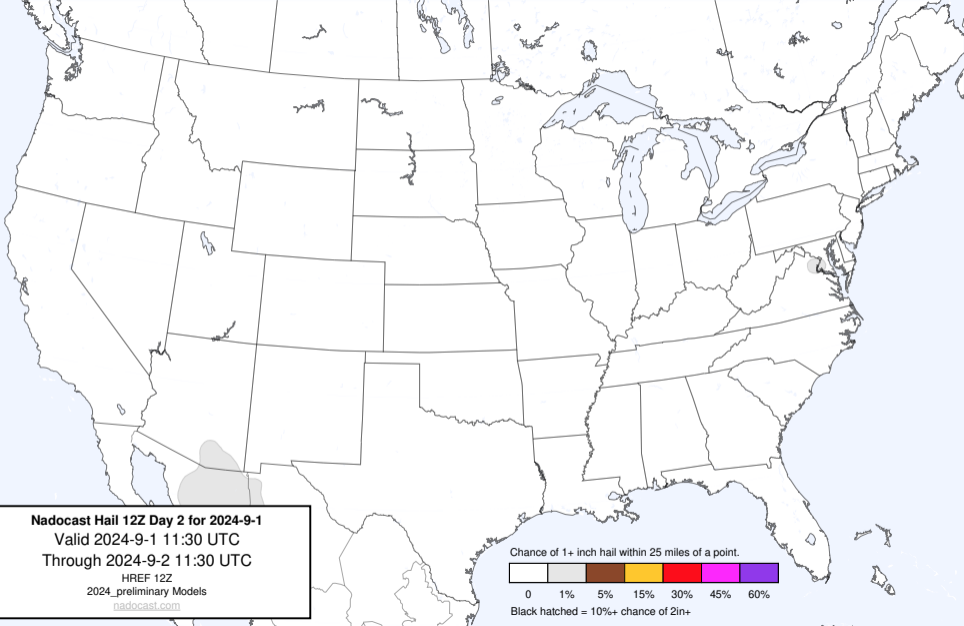 Nadocast Hail 12Z Day 2 for 2024-9-1
Valid 2024-9-1 11:30 UTC
Through 2024-9-2 11:30 UTC
HREF 12Z
2024_preliminary Models
nadocast.com
Chance of 1+ inch hail within 25 miles of a point.
0 1% 5% 15% 30% 45% 60%
Black hatched = 10%+ chance of 2in+